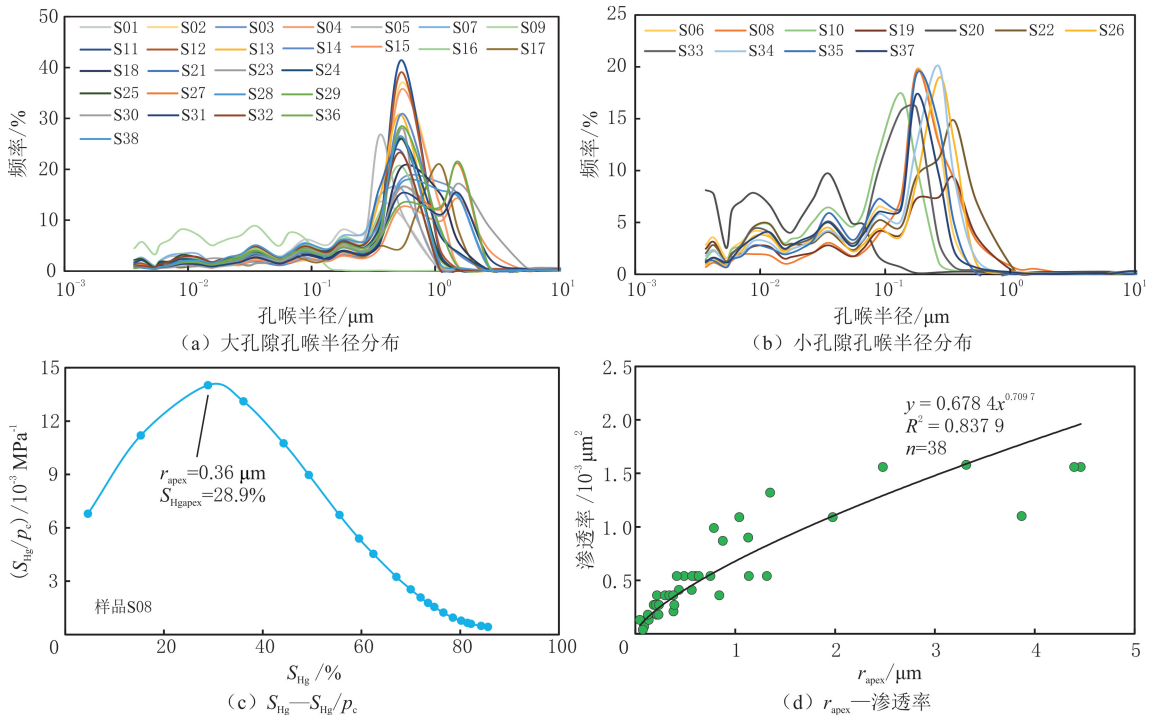 S01 S02 S03 S04 S05 S07 S09
S11 S12 S13 S14 S15 S16 S17
S18 S21 S23 S24
S25 S27 S28 S29
S30 S31 S32 S36
S38
50
40
30
20
10
0
频率/%
10⁻³ 10⁻² 10⁻¹ 10⁰ 10¹
孔喉半径/μm
（a）大孔隙孔喉半径分布
S06 S08 S10 S19 S20 S22 S26
S33 S34 S35 S37
25
20
15
10
5
0
频率/%
10⁻³ 10⁻² 10⁻¹ 10⁰ 10¹
孔喉半径/μm
（b）小孔隙孔喉半径分布
15
12
9
6
3
0
(S_Hg/p_c)/10⁻³ MPa⁻¹
r_apex=0.36 μm
S_Hgapex=28.9%
样品S08
20 40 60 80 100
S_Hg/%
（c）S_Hg—S_Hg/p_c
2.5
2.0
1.5
1.0
0.5
0
渗透率/10⁻³ μm²
y = 0.678 4x^0.709 7
R² = 0.837 9
n=38
1 2 3 4 5
r_apex/μm
（d）r_apex—渗透率